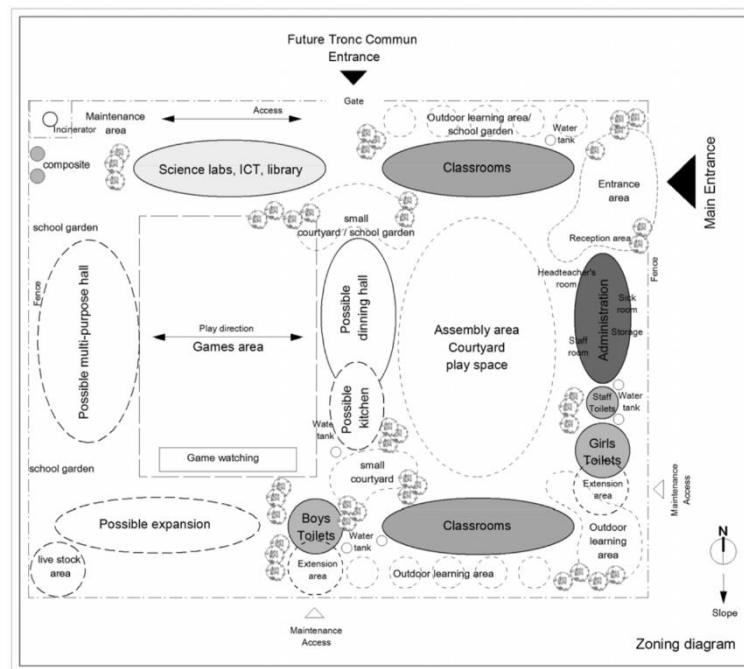 Future Tronc Commun
Entrance
Gate
Maintenance
area
Access
Incinerator
composite
Science labs, ICT, library
Outdoor learning area/
school garden
Water
tank
Classrooms
Entrance
area
Main Entrance
Reception area
school garden
small
courtyard / school garden
Fence
Fence
Possible multi-purpose hall
Play direction
Games area
Possible
dinning hall
Assembly area
Courtyard
play space
Headteacher's
room
Sick
room
Administration
Staff
room
Storage
Possible
kitchen
Staff
Toilets
Water
tank
Wate
tank
Girls
Toilets
Game watching
small
courtyard
school garden
Extension
area
Maintenance
Access
Possible expansion
Boys
Toilets
Water
tank
Classrooms
Outdoor
learning
area
live stock
area
Extension
area
Outdoor learning area
Maintenance
Access
N
Slope
Zoning diagram